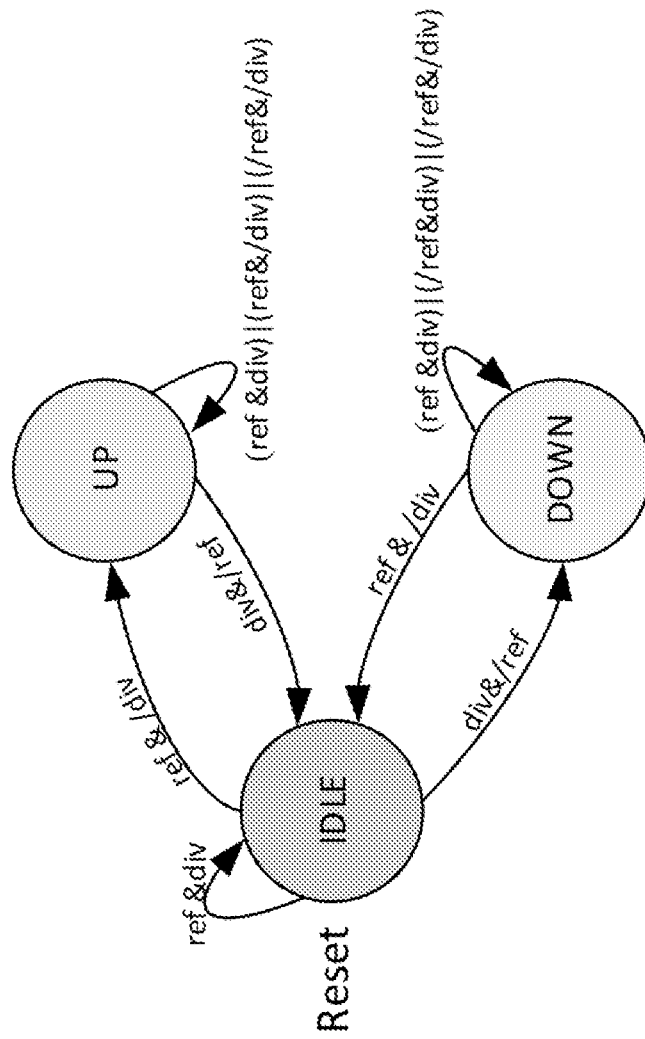 UP
(ref &div)|(ref&/div)|(/ref&/div)
ref & /div
div&/ref
ref &div
Reset
IDLE
ref & /div
div&/ref
DOWN
(ref &div)|(/ref&div)|(/ref&/div)